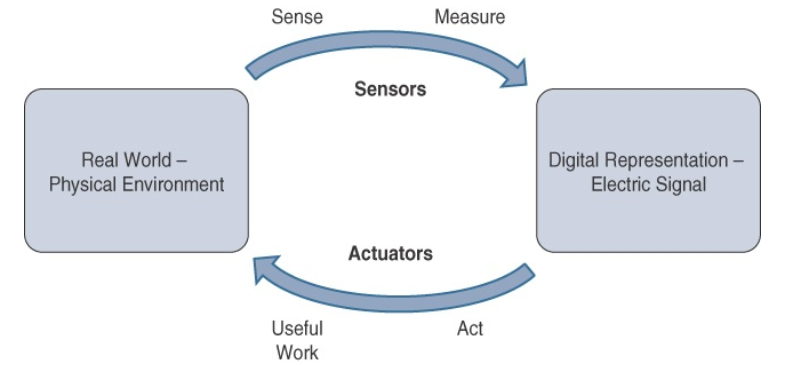 Sense
Measure
Sensors
Real World –
Physical Environment
Digital Representation –
Electric Signal
Actuators
Useful
Work
Act